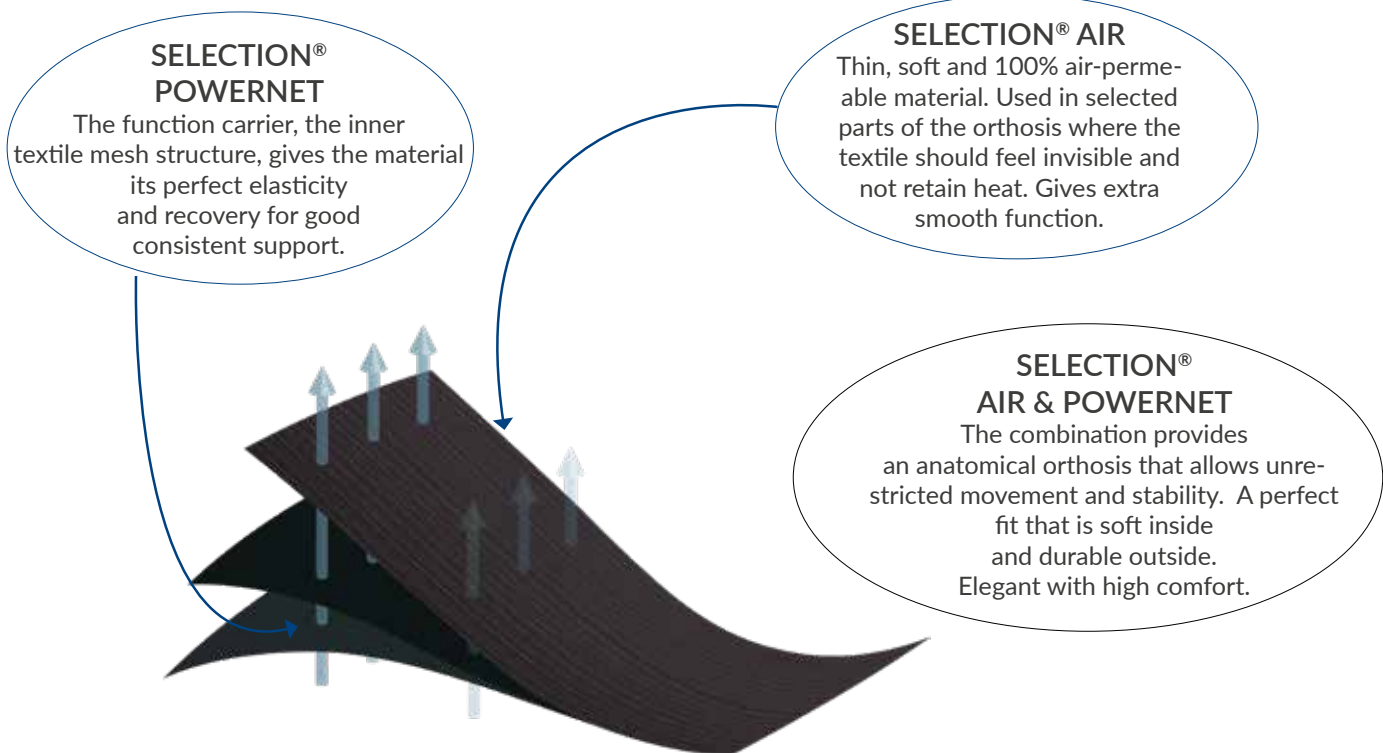 SELECTION®
POWERNET
The function carrier, the inner
textile mesh structure, gives the material
its perfect elasticity
and recovery for good
consistent support.
SELECTION® AIR
Thin, soft and 100% air-perme-
able material. Used in selected
parts of the orthosis where the
textile should feel invisible and
not retain heat. Gives extra
smooth function.
SELECTION®
AIR & POWERNET
The combination provides
an anatomical orthosis that allows unre-
stricted movement and stability.  A perfect
fit that is soft inside
and durable outside.
Elegant with high comfort.